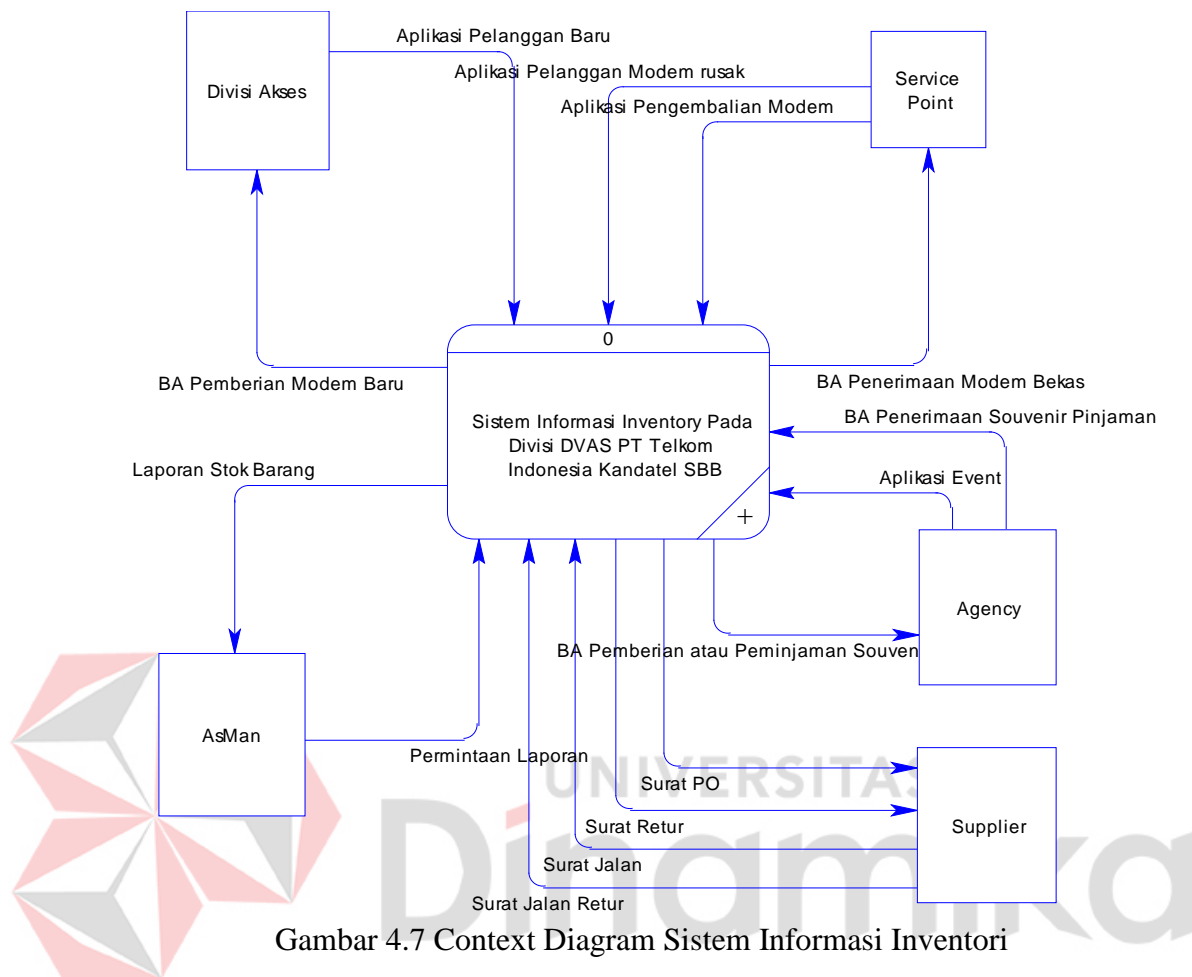 Aplikasi Pelanggan Baru
Aplikasi Pelanggan Modem rusak
Aplikasi Pengembalian Modem
Divisi Akses
Service
Point
0
BA Pemberian Modem Baru
BA Penerimaan Modem Bekas
Sistem Informasi Inventory Pada
Divisi DVAS PT Telkom
Indonesia Kandatel SBB
+
BA Penerimaan Souvenir Pinjaman
Aplikasi Event
Laporan Stok Barang
Agency
BA Pemberian atau Peminjaman Souven
AsMan
Permintaan Laporan
UNIVERSITAS
Dinamika
Surat PO
Surat Retur
Surat Jalan
Surat Jalan Retur
Supplier
Gambar 4.7 Context Diagram Sistem Informasi Inventori